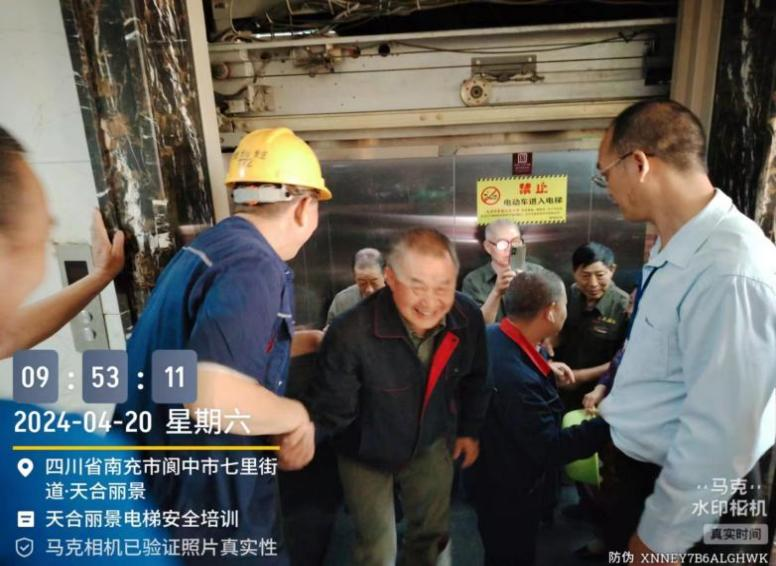 禁止
电动车进入电梯
09:53:11
2024-04-20 星期六
四川省南充市阆中市七里街
道·天合丽景
天合丽景电梯安全培训
马克相机已验证照片真实性
马克
水印相机
真实时间
防伪 XNNEY7B6ALGHWK